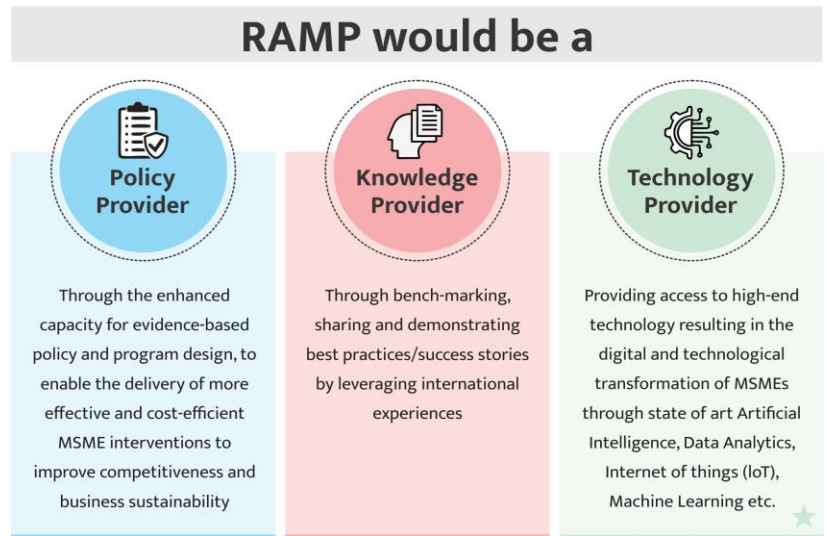 RAMP would be a
Policy
Provider
Through the enhanced
capacity for evidence-based
policy and program design, to
enable the delivery of more
effective and cost-efficient
MSME interventions to
improve competitiveness and
business sustainability
Knowledge
Provider
Through bench-marking,
sharing and demonstrating
best practices/success stories
by leveraging international
experiences
Technology
Provider
Providing access to high-end
technology resulting in the
digital and technological
transformation of MSMEs
through state of art Artificial
Intelligence, Data Analytics,
Internet of things (loT),
Machine Learning etc.